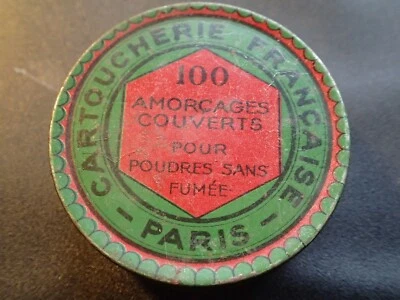 CARTOUCHERIE FRANÇAISE
- PARIS -
100
AMORCAGES
COUVERTS
POUR
POUDRES SANS
FUMÉE